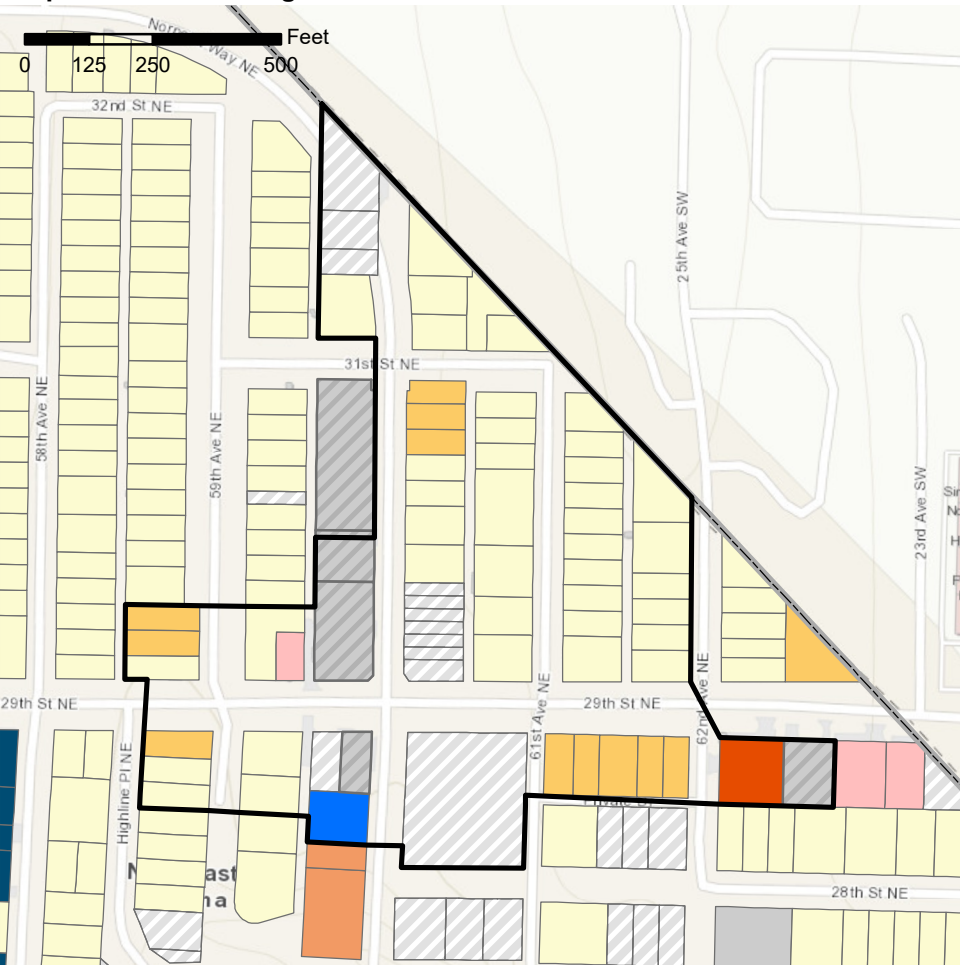 Feet
0 125 250 500
32nd St NE
25th Ave SW
31st St NE
58th Ave NE
59th Ave NE
23rd Ave SW
29th St NE
29th St NE
61st Ave NE
62nd Ave NE
Highline Pl NE
28th St NE